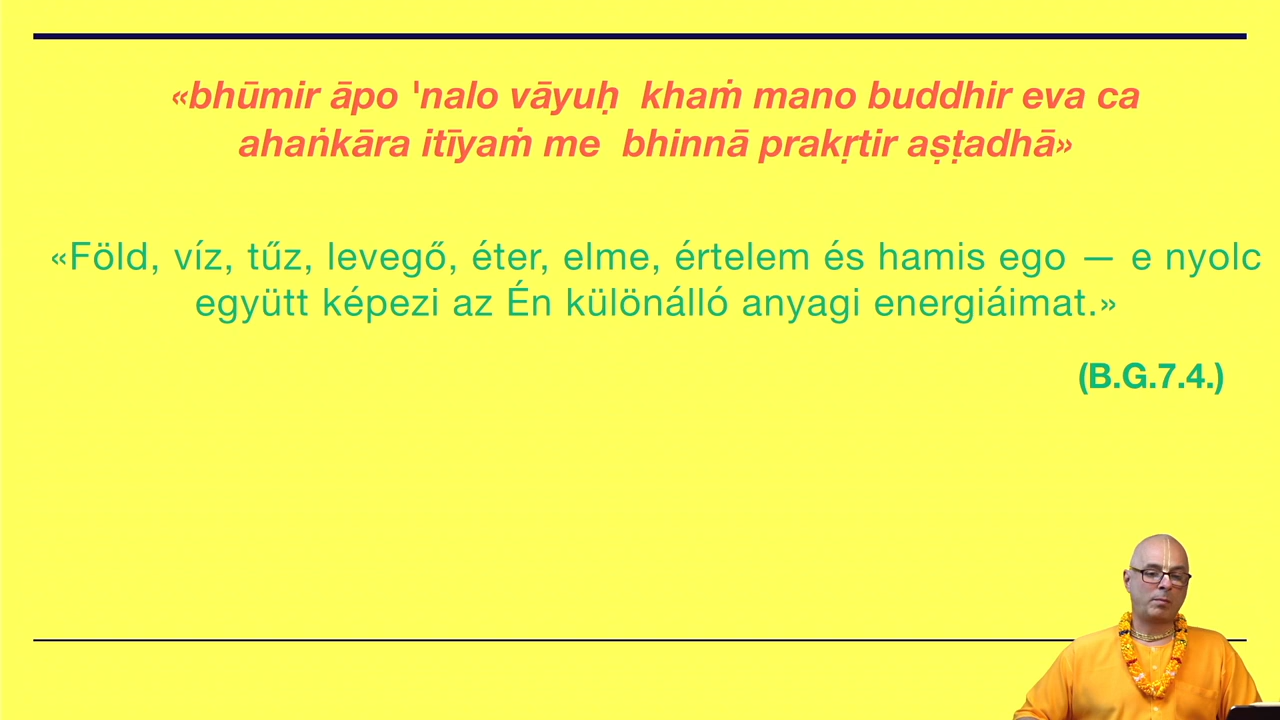 «bhūmir āpo 'nalo vāyuḥ khaṁ mano buddhir eva ca
ahaṅkāra itīyaṁ me bhinnā prakṛtir aṣṭadhā»
«Föld, víz, tűz, levegő, éter, elme, értelem és hamis ego — e nyolc
együtt képezi az Én különálló anyagi energiáimat.»
(B.G.7.4.)